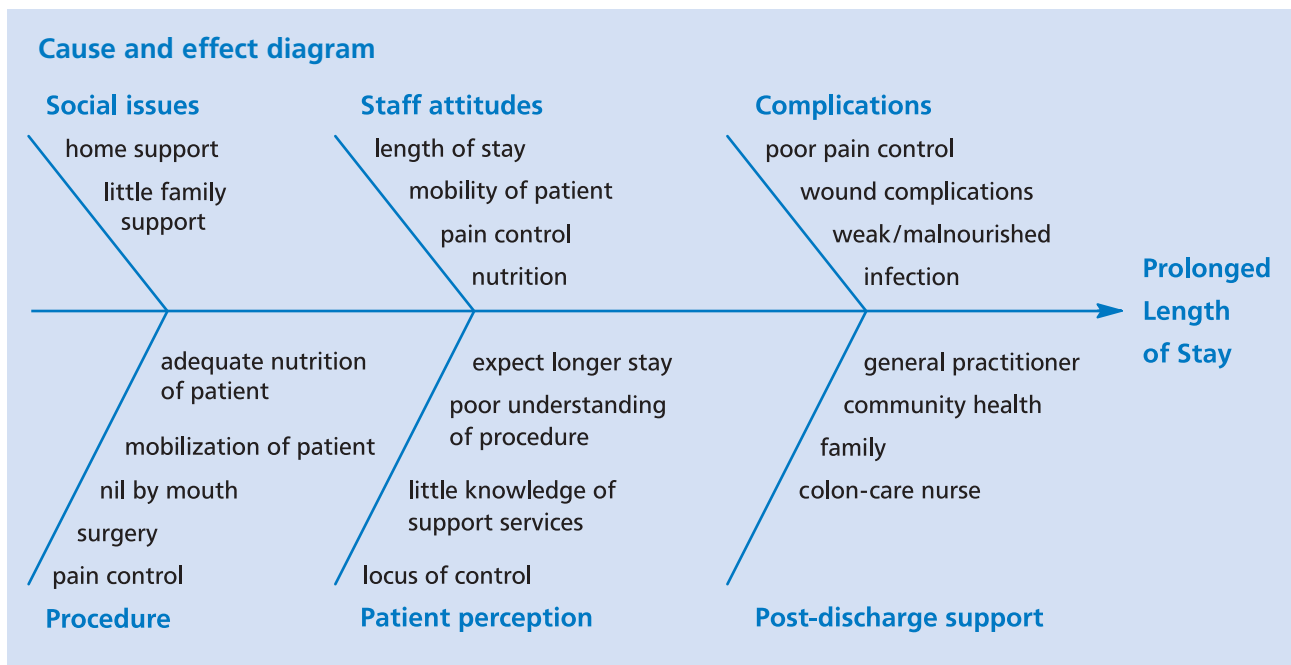 Cause and effect diagram
Social issues
home support
little family
support
Staff attitudes
length of stay
mobility of patient
pain control
nutrition
Complications
poor pain control
wound complications
weak/malnourished
infection
Prolonged
Length
of Stay
adequate nutrition
of patient
mobilization of patient
nil by mouth
surgery
pain control
Procedure
expect longer stay
poor understanding
of procedure
little knowledge of
support services
locus of control
Patient perception
general practitioner
community health
family
colon-care nurse
Post-discharge support